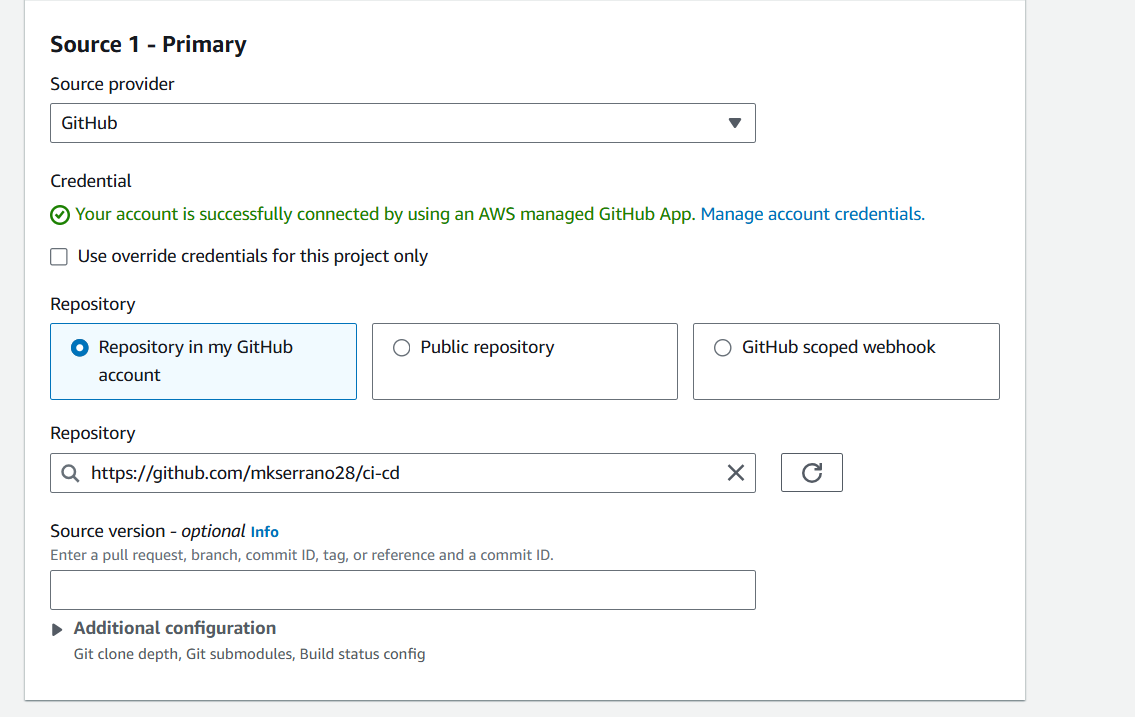 Source 1 - Primary
Source provider
GitHub
Credential
Your account is successfully connected by using an AWS managed GitHub App. Manage account credentials.
Use override credentials for this project only
Repository
Repository in my GitHub
account
Public repository
GitHub scoped webhook
Repository
https://github.com/mkserrano28/ci-cd
Source version - optional Info
Enter a pull request, branch, commit ID, tag, or reference and a commit ID.
Additional configuration
Git clone depth, Git submodules, Build status config